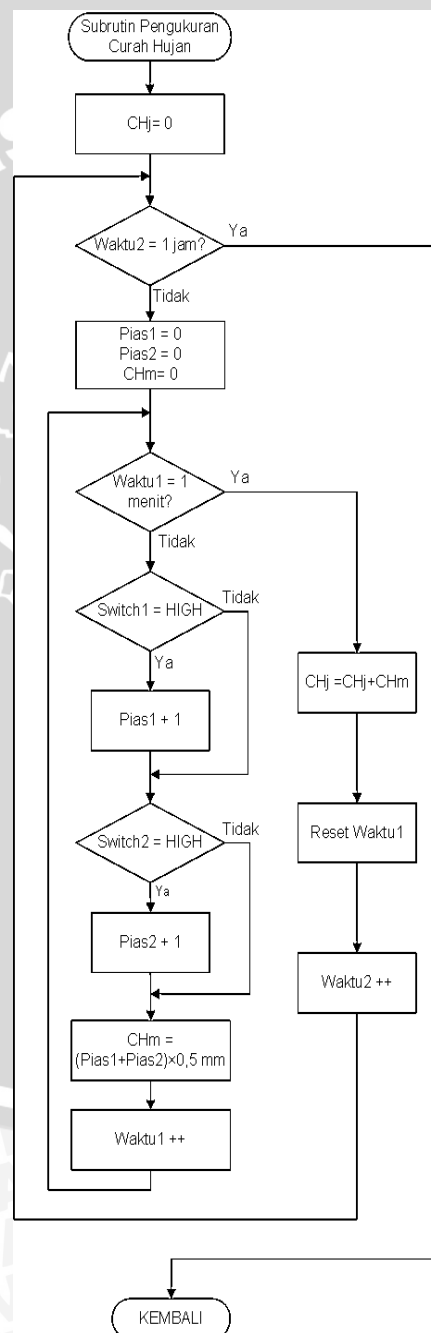 Subrutin Pengukuran
Curah Hujan
CHj= 0
Waktu2 = 1 jam?
Ya
Tidak
Pias1 = 0
Pias2 = 0
CHm= 0
Waktu1 = 1
menit?
Ya
Tidak
Switch1 = HIGH
Tidak
Ya
Pias1 + 1
Switch2 = HIGH
Tidak
Ya
Pias2 + 1
CHm =
(Pias1+Pias2)×0,5 mm
Waktu1 ++
CHj =CHj+CHm
Reset Waktu1
Waktu2 ++
KEMBALI